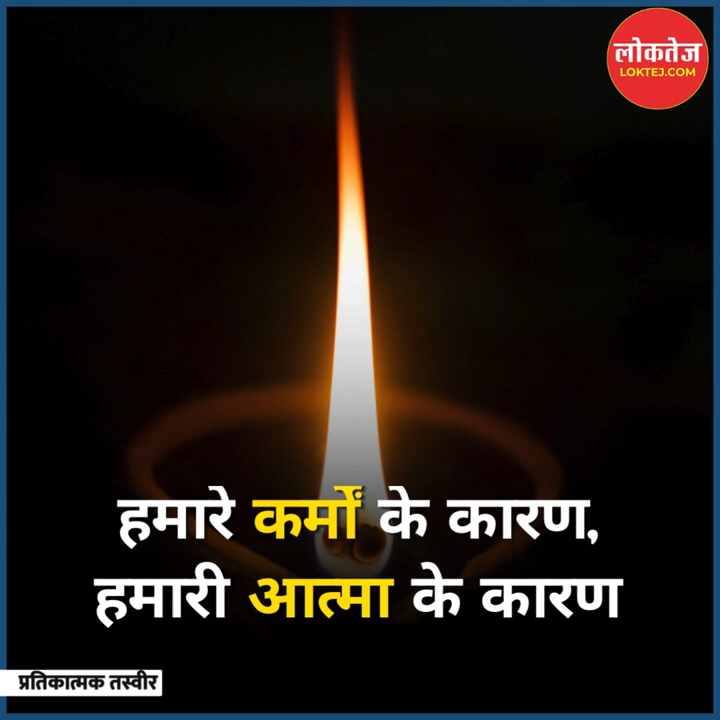 लोकतेज
LOKTEJ.COM
हमारे कर्मों के कारण,
हमारी आत्मा के कारण
प्रतिकात्मक तस्वीर